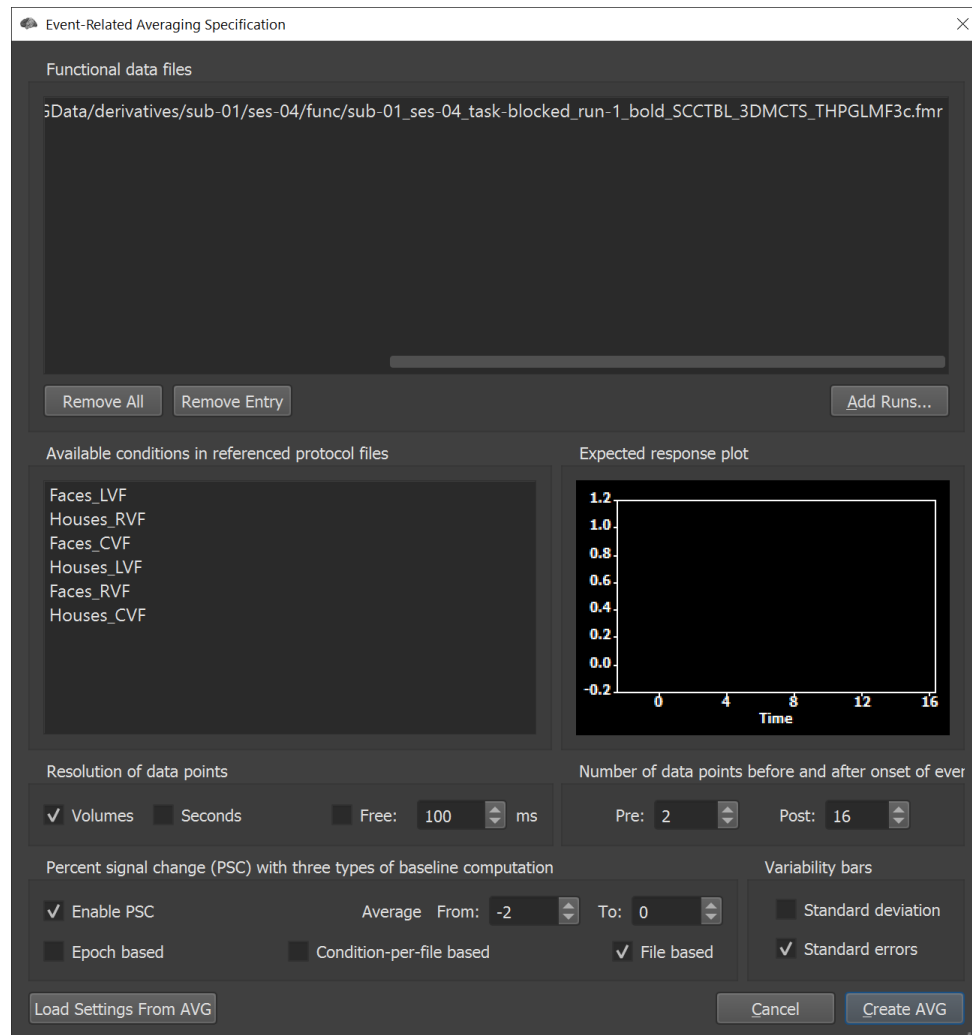 Event-Related Averaging Specification
Functional data files
GData/derivatives/sub-01/ses-04/func/sub-01_ses-04_task-blocked_run-1_bold_SCCTBL_3DMCTS_THPGLMF3c.fmr
Remove All Remove Entry Add Runs...
Available conditions in referenced protocol files
Faces_LVF
Houses_RVF
Faces_CVF
Houses_LVF
Faces_RVF
Houses_CVF
Expected response plot
1.2
1.0
0.8
0.6
0.4
0.2
0.0
-0.2
0 4 8 12 16
Time
Resolution of data points
Volumes Seconds Free: 100 ms
Number of data points before and after onset of ever
Pre: 2 Post: 16
Percent signal change (PSC) with three types of baseline computation
Enable PSC Average From: -2 To: 0
Epoch based Condition-per-file based File based
Variability bars
Standard deviation
Standard errors
Load Settings From AVG Cancel Create AVG